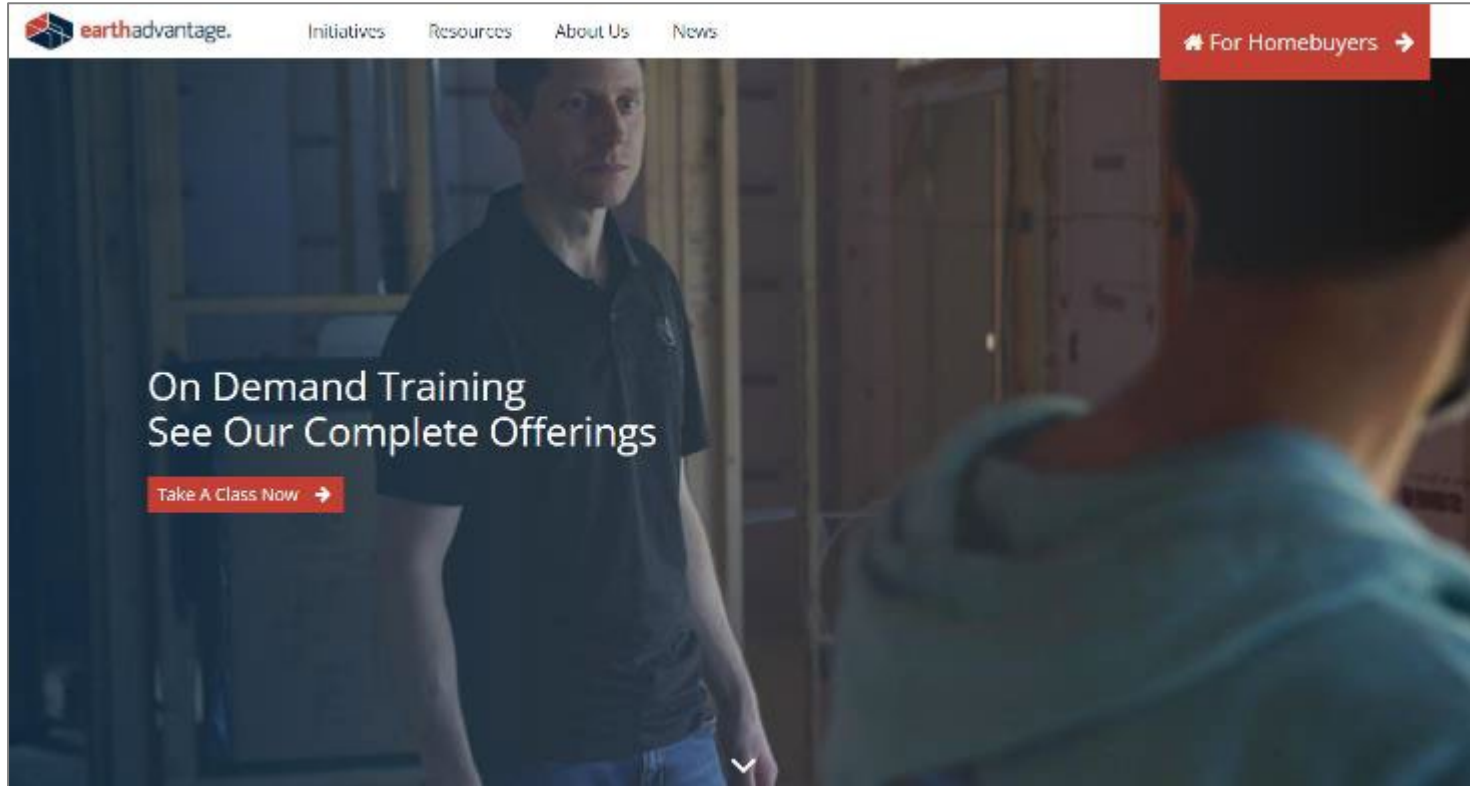 earthadvantage.
Initiatives
Resources
About Us
News
For Homebuyers
On Demand Training
See Our Complete Offerings
Take A Class Now